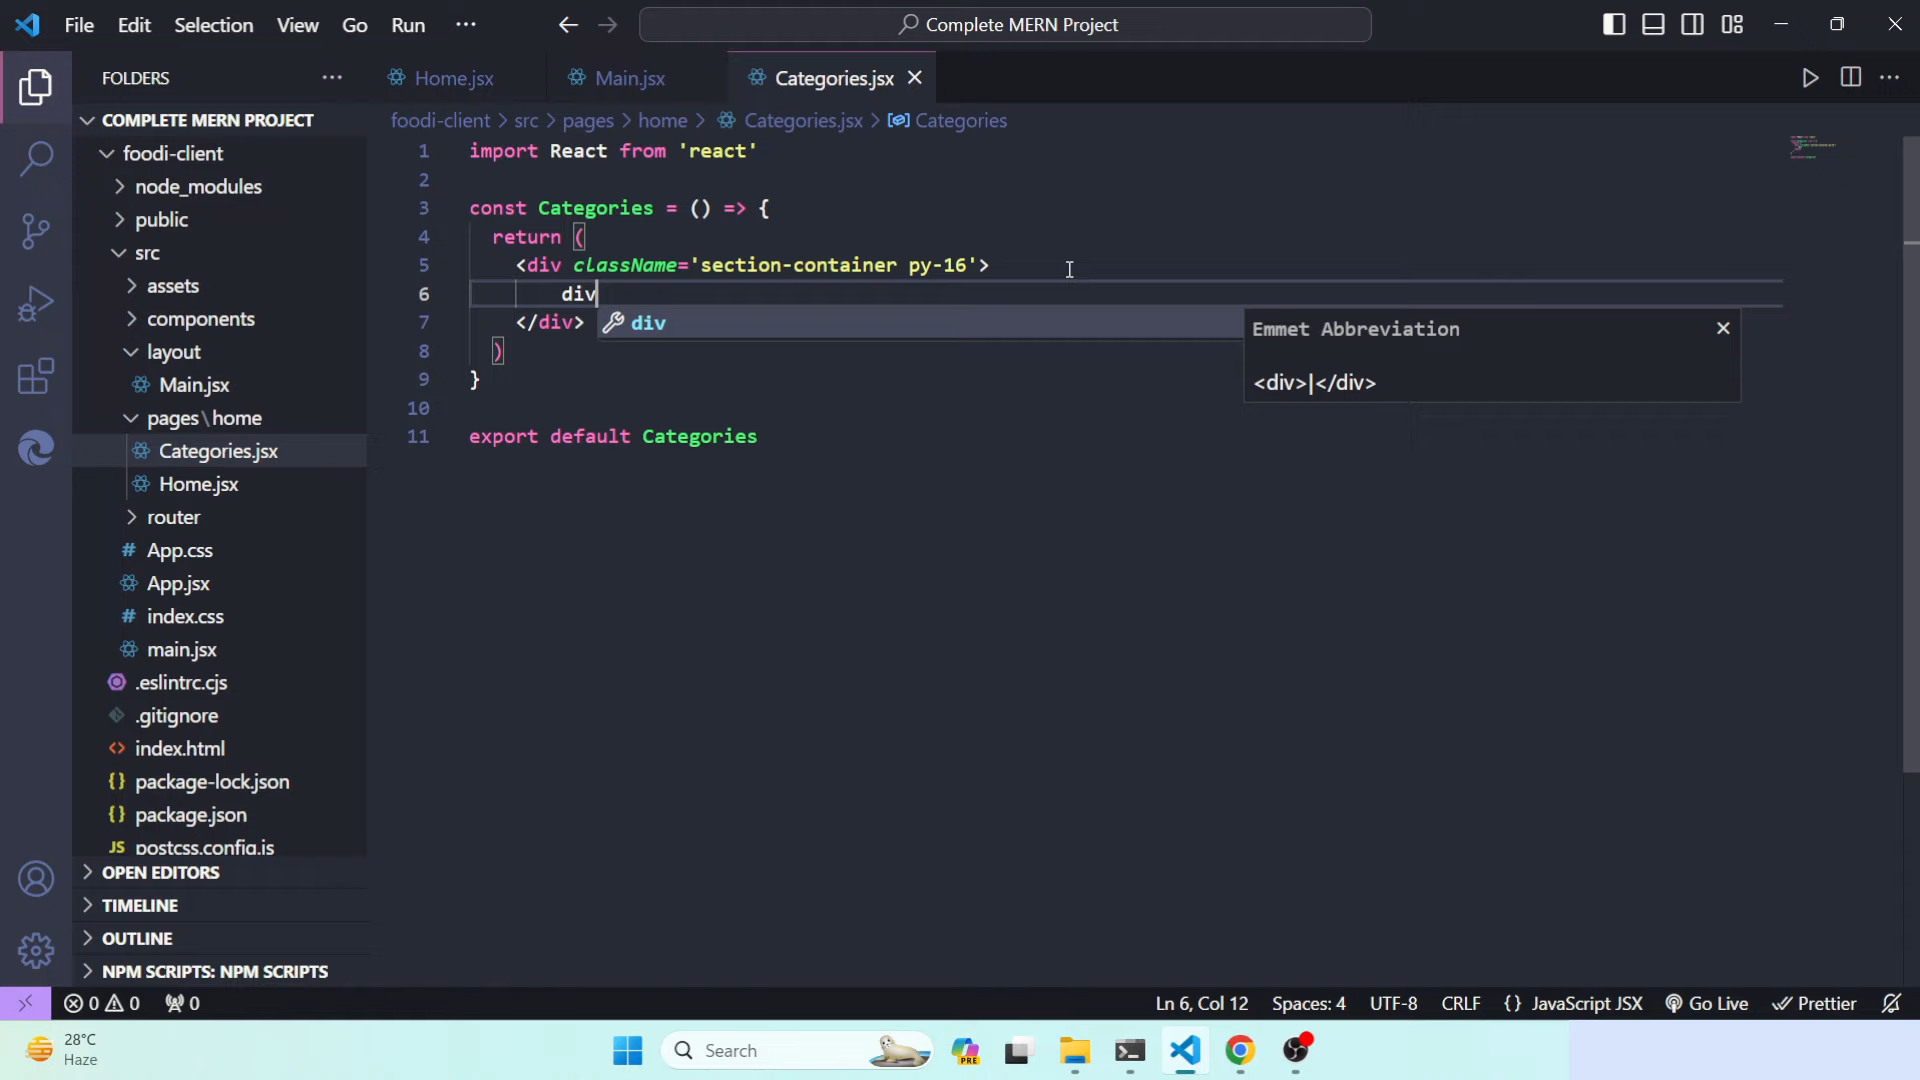 File Edit Selection View Go Run ··· Complete MERN Project
FOLDERS ···
Home.jsx Main.jsx Categories.jsx
COMPLETE MERN PROJECT
foodi-client
node_modules
public
src
assets
components
layout
Main.jsx
pages\home
Categories.jsx
Home.jsx
router
# App.css
App.jsx
# index.css
main.jsx
.eslintrc.cjs
.gitignore
<> index.html
{} package-lock.json
{} package.json
JS postcss.config.js
OPEN EDITORS
TIMELINE
OUTLINE
NPM SCRIPTS: NPM SCRIPTS
foodi-client > src > pages > home > Categories.jsx > Categories
1 import React from 'react'
2
3 const Categories = () => {
4 return (
5 <div className='section-container py-16'>
6 div
7 </div>
8 )
9 }
10
11 export default Categories
div
Emmet Abbreviation
<div>|</div>
0 0 0
Ln 6, Col 12 Spaces: 4 UTF-8 CRLF {} JavaScript JSX Go Live Prettier
28°C
Haze
Search
PRE